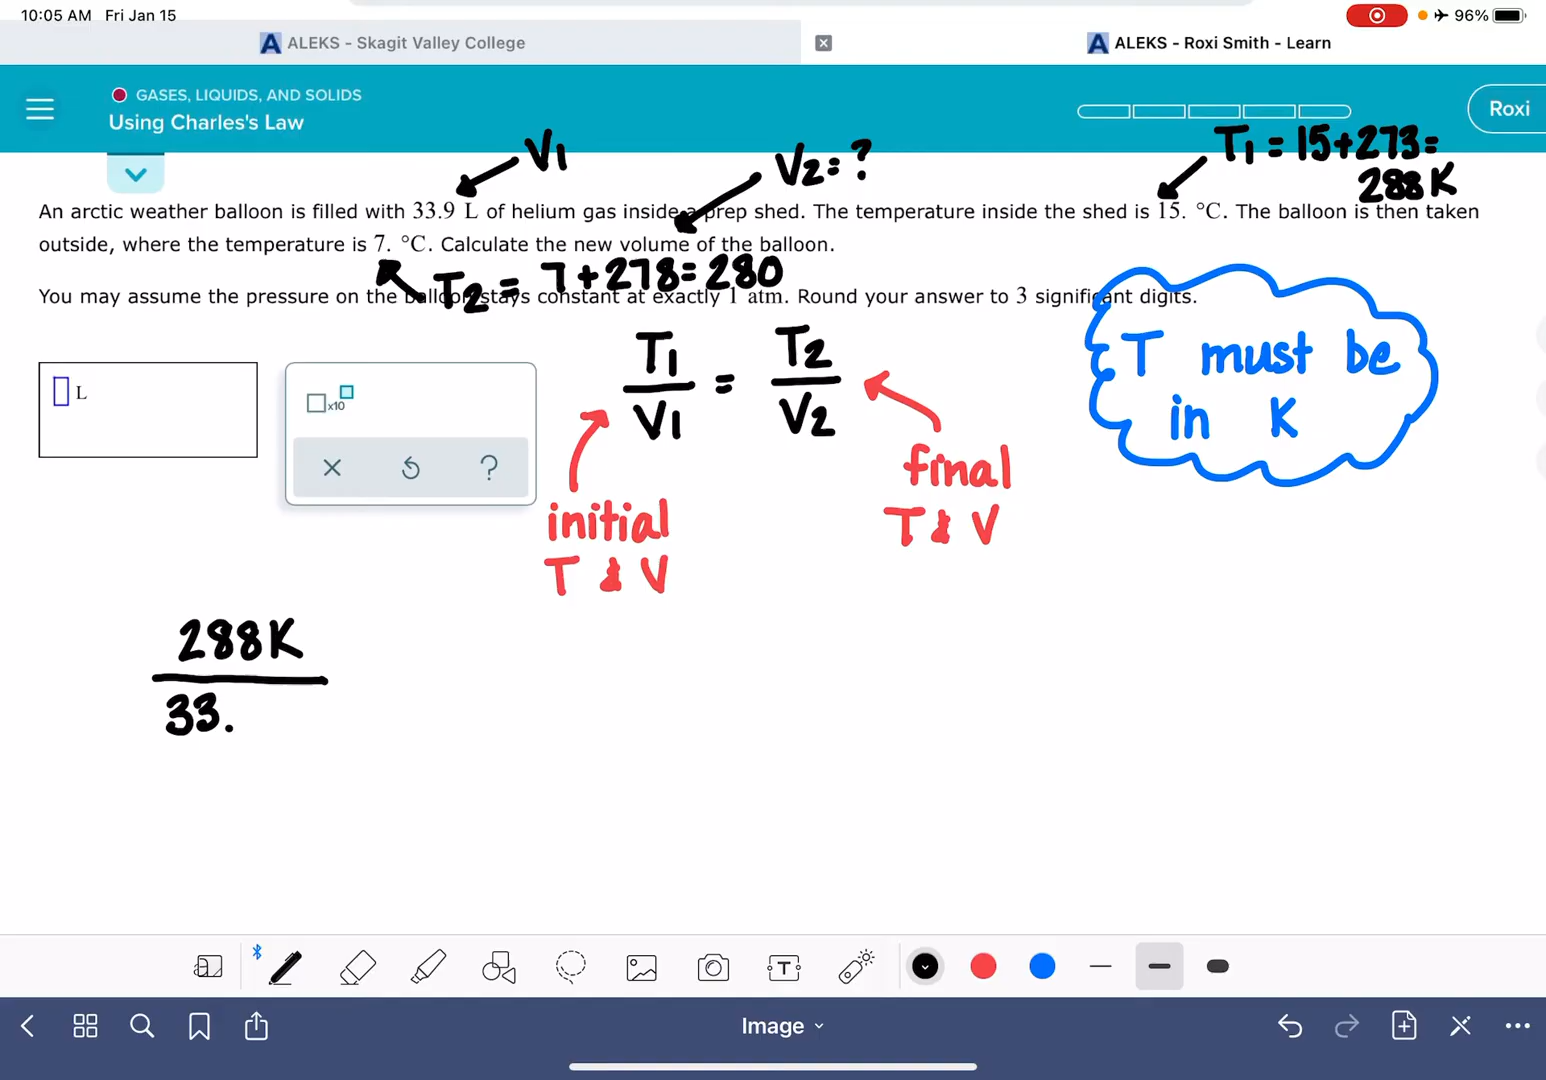 10:05 AM Fri Jan 15
96%
ALEKS - Skagit Valley College
ALEKS - Roxi Smith - Learn
GASES, LIQUIDS, AND SOLIDS
Using Charles's Law
Roxi
V1
V2=?
T1 = 15+273=
288K
An arctic weather balloon is filled with 33.9 L of helium gas inside a prep shed. The temperature inside the shed is 15. °C. The balloon is then taken
outside, where the temperature is 7. °C. Calculate the new volume of the balloon.
T2 = 7+278=280
You may assume the pressure on the balloon stays constant at exactly 1 atm. Round your answer to 3 significant digits.
T1 = T2
V1 V2
T must be
in K
L
x10
?
initial
T & V
final
T & V
288K
33.
T
Image